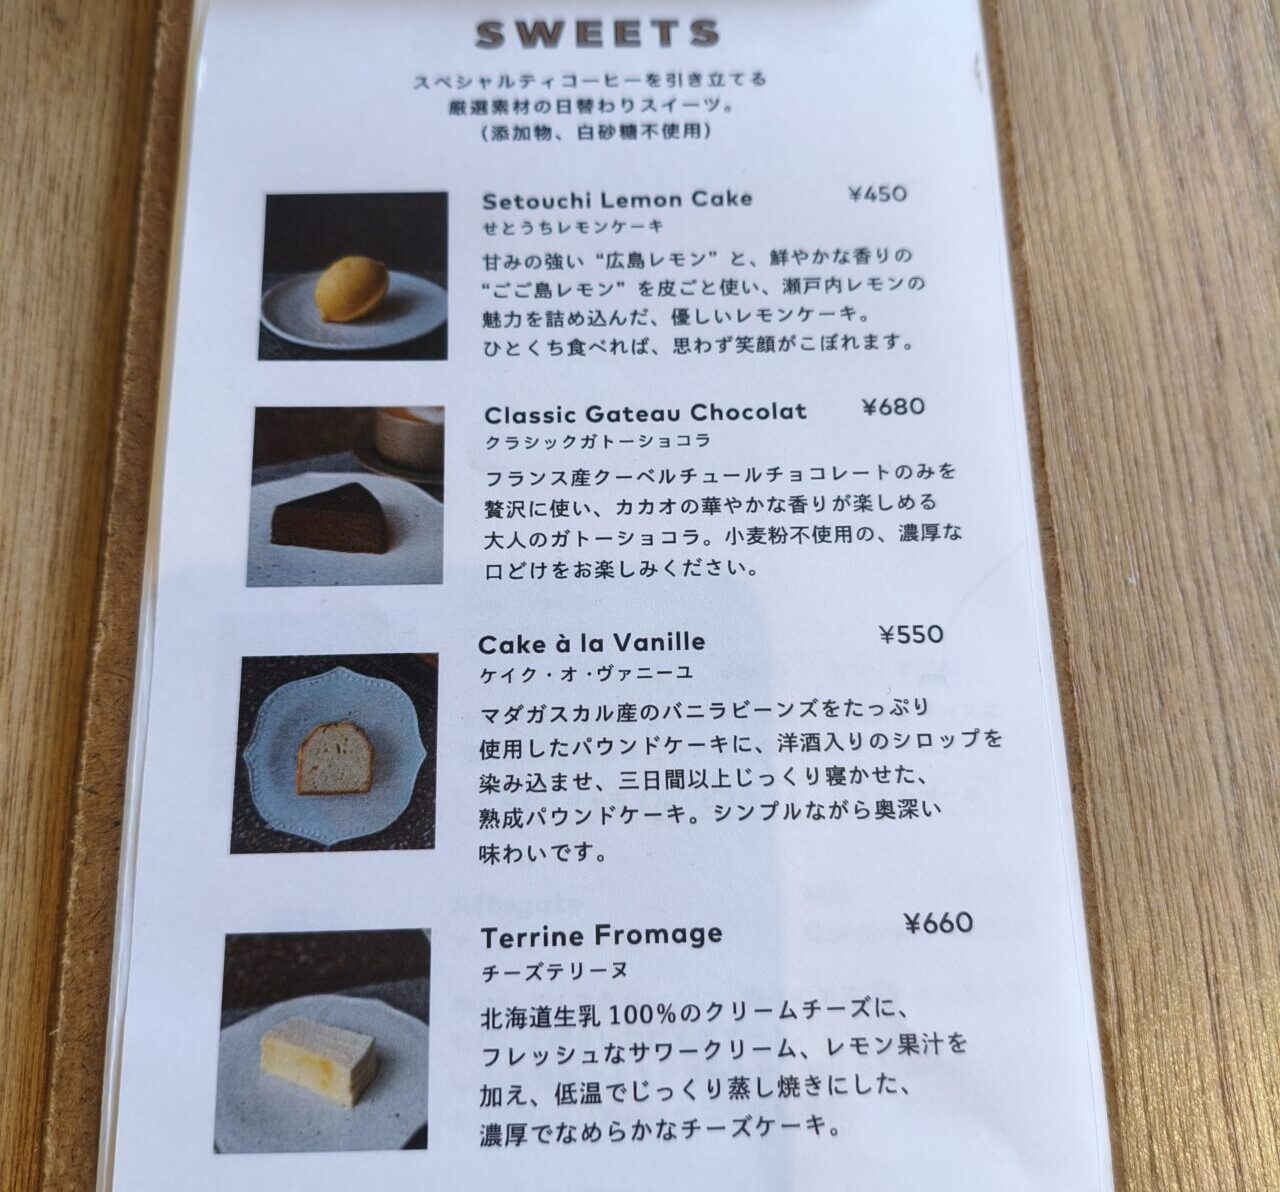 SWEETS
スペシャルティコーヒーを引き立てる
厳選素材の日替わりスイーツ。
（添加物、白砂糖不使用）
Setouchi Lemon Cake ¥450
せとうちレモンケーキ
甘みの強い “広島レモン” と、鮮やかな香りの
“ごご島レモン” を皮ごと使い、瀬戸内レモンの
魅力を詰め込んだ、優しいレモンケーキ。
ひとくち食べれば、思わず笑顔がこぼれます。
Classic Gateau Chocolat ¥680
クラシックガトーショコラ
フランス産クーベルチュールチョコレートのみを
贅沢に使い、カカオの華やかな香りが楽しめる
大人のガトーショコラ。小麦粉不使用の、濃厚な
口どけをお楽しみください。
Cake à la Vanille ¥550
ケイク・オ・ヴァニーユ
マダガスカル産のバニラビーンズをたっぷり
使用したパウンドケーキに、洋酒入りのシロップを
染み込ませ、三日間以上じっくり寝かせた、
熟成パウンドケーキ。シンプルながら奥深い
味わいです。
Terrine Fromage ¥660
チーズテリーヌ
北海道生乳 100%のクリームチーズに、
フレッシュなサワークリーム、レモン果汁を
加え、低温でじっくり蒸し焼きにした、
濃厚でなめらかなチーズケーキ。